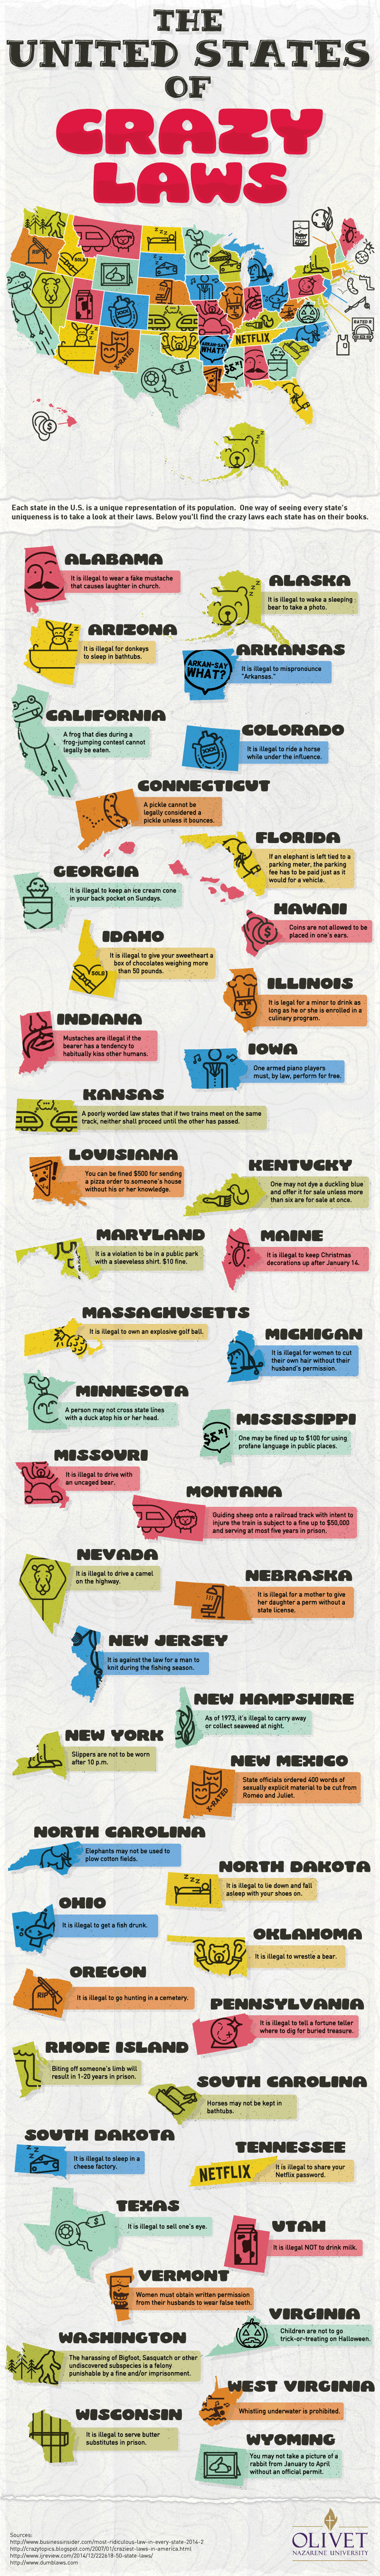 THE
UNITED STATES
OF
CRAZY
LAWS
SOLD
RIP
X-RATED
ARKAN-SAY
WHAT?
NETFLIX
$&*!
RATED R
Each state in the U.S. is a unique representation of its population. One way of seeing every state's
uniqueness is to take a look at their laws. Below you'll find the crazy laws each state has on their books.
ALABAMA
It is illegal to wear a fake mustache
that causes laughter in church.
ALASKA
It is illegal to wake a sleeping
bear to take a photo.
ARIZONA
It is illegal for donkeys
to sleep in bathtubs.
ARKANSAS
ARKAN-SAY
WHAT?
It is illegal to mispronounce
"Arkansas."
CALIFORNIA
A frog that dies during a
frog-jumping contest cannot
legally be eaten.
COLORADO
XXX
It is illegal to ride a horse
while under the influence.
CONNECTICUT
A pickle cannot be
legally considered a
pickle unless it bounces.
FLORIDA
If an elephant is left tied to a
parking meter, the parking
fee has to be paid just as it
would for a vehicle.
GEORGIA
It is illegal to keep an ice cream cone
in your back pocket on Sundays.
HAWAII
Coins are not allowed to be
placed in one's ears.
IDAHO
SOLD
It is illegal to give your sweetheart a
box of chocolates weighing more
than 50 pounds.
ILLINOIS
It is legal for a minor to drink as
long as he or she is enrolled in a
culinary program.
INDIANA
Mustaches are illegal if the
bearer has a tendency to
habitually kiss other humans.
IOWA
One armed piano players
must, by law, perform for free.
KANSAS
A poorly worded law states that if two trains meet on the same
track, neither shall proceed until the other has passed.
LOUISIANA
You can be fined $500 for sending
a pizza order to someone's house
without his or her knowledge.
KENTUCKY
One may not dye a duckling blue
and offer it for sale unless more
than six are for sale at once.
MARYLAND
It is a violation to be in a public park
with a sleeveless shirt. $10 fine.
MAINE
It is illegal to keep Christmas
decorations up after January 14.
MASSACHUSETTS
It is illegal to own an explosive golf ball.
MICHIGAN
It is illegal for women to cut
their own hair without their
husband's permission.
MINNESOTA
A person may not cross state lines
with a duck atop his or her head.
MISSISSIPPI
$&*!
One may be fined up to $100 for using
profane language in public places.
MISSOURI
It is illegal to drive with
an uncaged bear.
MONTANA
Guiding sheep onto a railroad track with intent to
injure the train is subject to a fine up to $50,000
and serving at most five years in prison.
NEVADA
It is illegal to drive a camel
on the highway.
NEBRASKA
It is illegal for a mother to give
her daughter a perm without a
state license.
NEW JERSEY
It is against the law for a man to
knit during the fishing season.
NEW HAMPSHIRE
As of 1973, it's illegal to carry away
or collect seaweed at night.
NEW YORK
Slippers are not to be worn
after 10 p.m.
NEW MEXICO
X-RATED
State officials ordered 400 words of
sexually explicit material to be cut from
Romeo and Juliet.
NORTH CAROLINA
Elephants may not be used to
plow cotton fields.
NORTH DAKOTA
ZZZ
It is illegal to lie down and fall
asleep with your shoes on.
OHIO
It is illegal to get a fish drunk.
OKLAHOMA
It is illegal to wrestle a bear.
OREGON
RIP
It is illegal to go hunting in a cemetery.
PENNSYLVANIA
It is illegal to tell a fortune teller
where to dig for buried treasure.
RHODE ISLAND
Biting off someone's limb will
result in 1-20 years in prison.
SOUTH CAROLINA
Horses may not be kept in
bathtubs.
SOUTH DAKOTA
It is illegal to sleep in a
cheese factory.
TENNESSEE
NETFLIX
It is illegal to share your
Netflix password.
TEXAS
It is illegal to sell one's eye.
UTAH
It is illegal NOT to drink milk.
VERMONT
Women must obtain written permission
from their husbands to wear false teeth.
VIRGINIA
Children are not to go
trick-or-treating on Halloween.
WASHINGTON
The harassing of Bigfoot, Sasquatch or other
undiscovered subspecies is a felony
punishable by a fine and/or imprisonment.
WEST VIRGINIA
Whistling underwater is prohibited.
WISCONSIN
It is illegal to serve butter
substitutes in prison.
WYOMING
You may not take a picture of a
rabbit from January to April
without an official permit.
Sources:
http://www.businessinsider.com/most-ridiculous-law-in-every-state-2014-2
http://crazytopics.blogspot.com/2007/01/craziest-laws-in-america.html
http://www.ijreview.com/2014/12/222618-50-state-laws/
http://www.dumblaws.com
OLIVET
NAZARENE UNIVERSITY